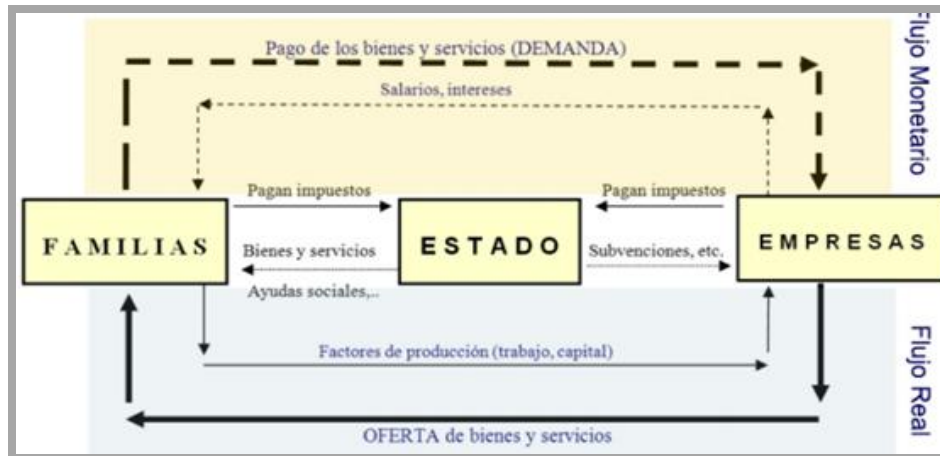 Pago de los bienes y servicios (DEMANDA)
Salarios, intereses
Flujo Monetario
Pagan impuestos
Pagan impuestos
FAMILIAS
ESTADO
EMPRESAS
Bienes y servicios
Subvenciones, etc.
Ayudas sociales,..
Factores de producción (trabajo, capital)
Flujo Real
OFERTA de bienes y servicios